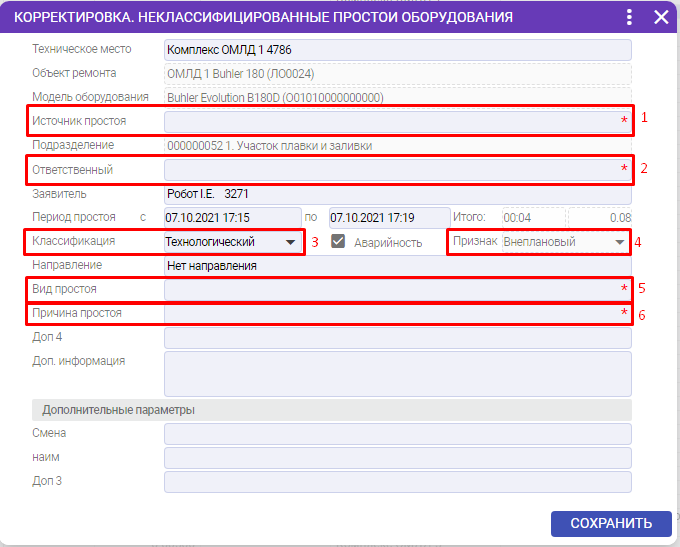 КОРРЕКТИРОВКА. НЕКЛАССИФИЦИРОВАННЫЕ ПРОСТОИ ОБОРУДОВАНИЯ
Техническое место Комплекс ОМЛД 1 4786
Объект ремонта ОМЛД 1 Buhler 180 (ЛО0024)
Модель оборудования Buhler Evolution B180D (O01010000000000)
Источник простоя * 1
Подразделение 000000052 1. Участок плавки и заливки
Ответственный * 2
Заявитель Робот I.E. 3271
Период простоя с 07.10.2021 17:15 по 07.10.2021 17:19 Итого: 00:04 0.08
Классификация Технологический 3 Аварийность Признак Внеплановый 4
Направление Нет направления
Вид простоя * 5
Причина простоя * 6
Доп 4
Доп. информация
Дополнительные параметры
Смена
наим
Доп 3
СОХРАНИТЬ